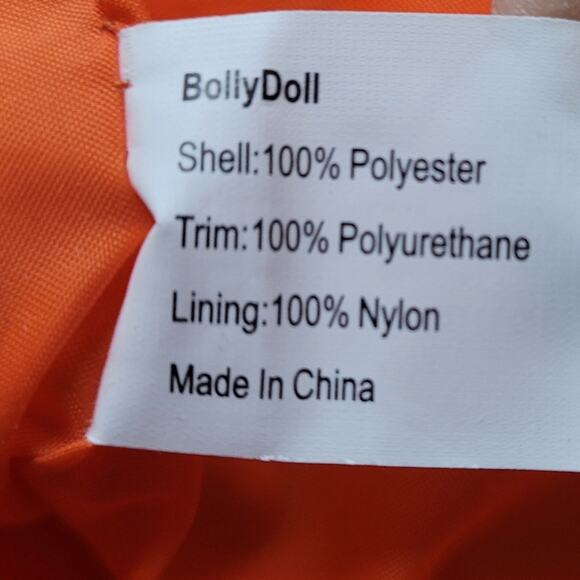 BollyDoll
Shell:100% Polyester
Trim:100% Polyurethane
Lining:100% Nylon
Made In China